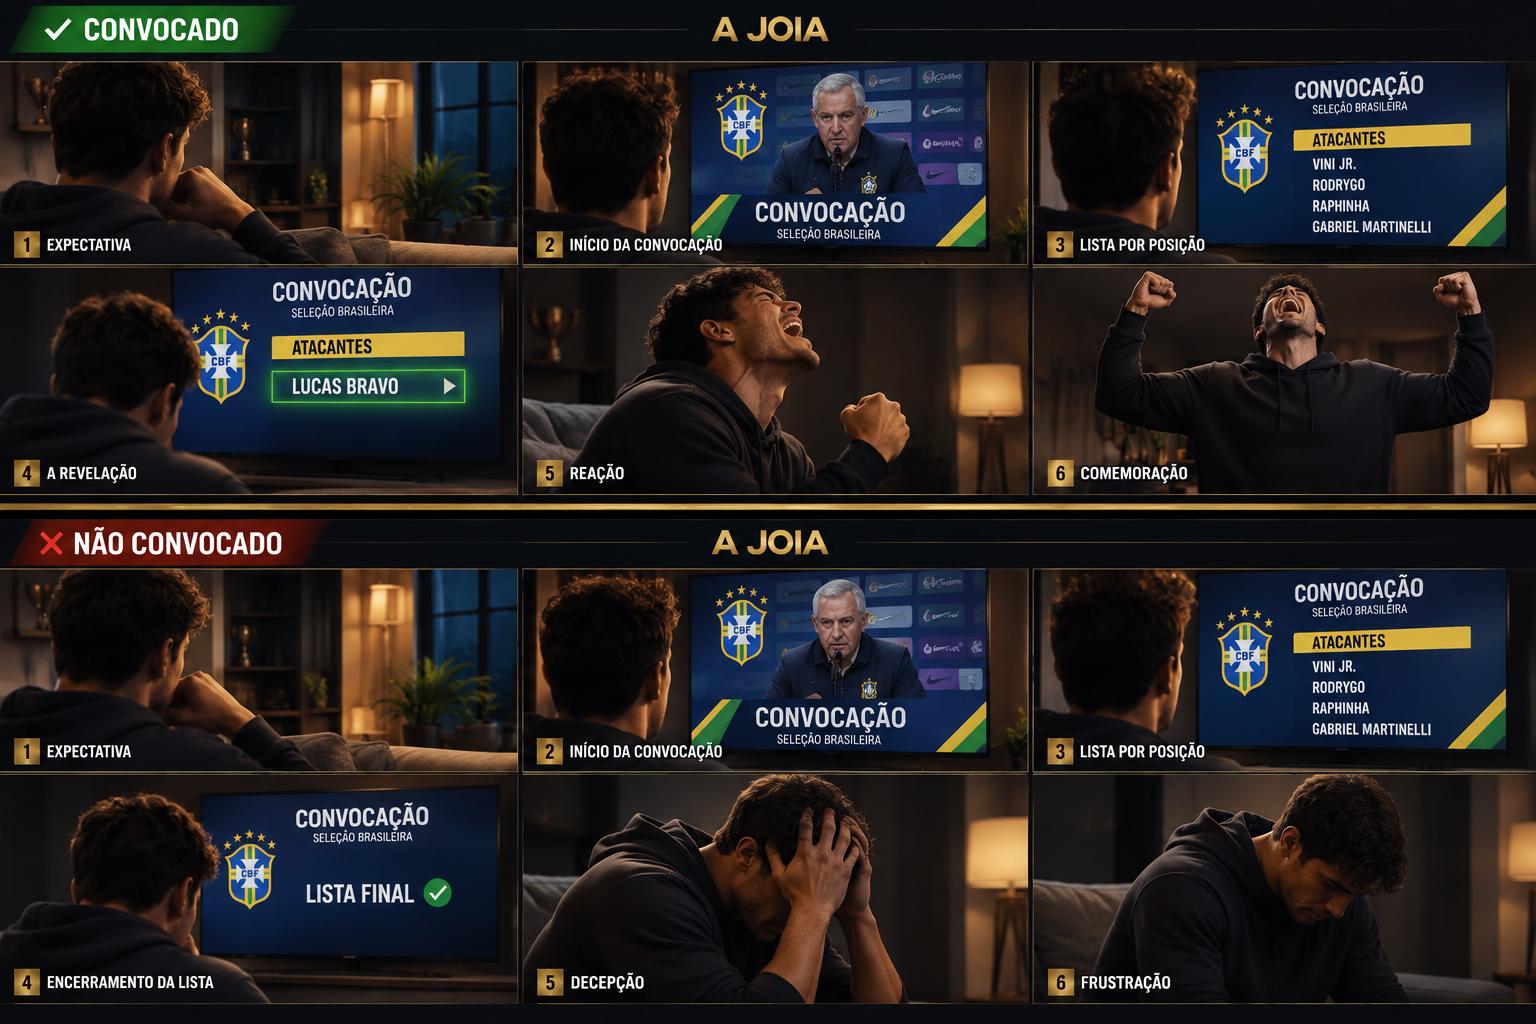 CONVOCADO
A JOIA
1 EXPECTATIVA
CBF
CONVOCAÇÃO
SELEÇÃO BRASILEIRA
2 INÍCIO DA CONVOCAÇÃO
CBF
CONVOCAÇÃO
SELEÇÃO BRASILEIRA
ATACANTES
VINI JR.
RODRYGO
RAPHINHA
GABRIEL MARTINELLI
3 LISTA POR POSIÇÃO
CONVOCAÇÃO
SELEÇÃO BRASILEIRA
CBF
ATACANTES
LUCAS BRAVO
4 A REVELAÇÃO
5 REAÇÃO
6 COMEMORAÇÃO
NÃO CONVOCADO
A JOIA
1 EXPECTATIVA
CBF
CONVOCAÇÃO
SELEÇÃO BRASILEIRA
2 INÍCIO DA CONVOCAÇÃO
CBF
CONVOCAÇÃO
SELEÇÃO BRASILEIRA
ATACANTES
VINI JR.
RODRYGO
RAPHINHA
GABRIEL MARTINELLI
3 LISTA POR POSIÇÃO
CONVOCAÇÃO
SELEÇÃO BRASILEIRA
CBF
LISTA FINAL
4 ENCERRAMENTO DA LISTA
5 DECEPÇÃO
6 FRUSTRAÇÃO